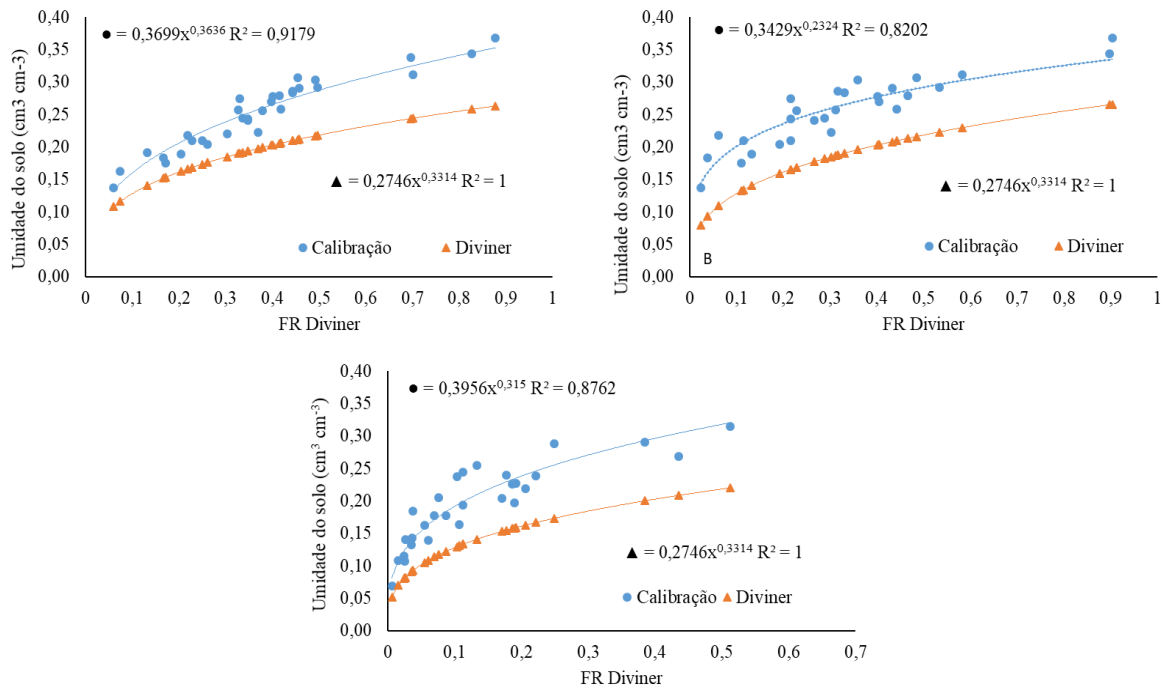 ● = 0,3699x^0,3636 R² = 0,9179
0,40
0,35
0,30
0,25
0,20
0,15
0,10
0,05
0,00
Umidade do solo (cm3 cm-3)
▲ = 0,2746x^0,3314 R² = 1
Calibração Diviner
0 0,1 0,2 0,3 0,4 0,5 0,6 0,7 0,8 0,9 1
FR Diviner
● = 0,3429x^0,2324 R² = 0,8202
0,40
0,35
0,30
0,25
0,20
0,15
0,10
0,05
0,00
Umidade do solo (cm3 cm-3)
▲ = 0,2746x^0,3314 R² = 1
Calibração Diviner
B
0 0,1 0,2 0,3 0,4 0,5 0,6 0,7 0,8 0,9 1
FR Diviner
● = 0,3956x^0,315 R² = 0,8762
0,40
0,35
0,30
0,25
0,20
0,15
0,10
0,05
0,00
Umidade do solo (cm³ cm⁻³)
▲ = 0,2746x^0,3314 R² = 1
Calibração Diviner
0 0,1 0,2 0,3 0,4 0,5 0,6 0,7
FR Diviner